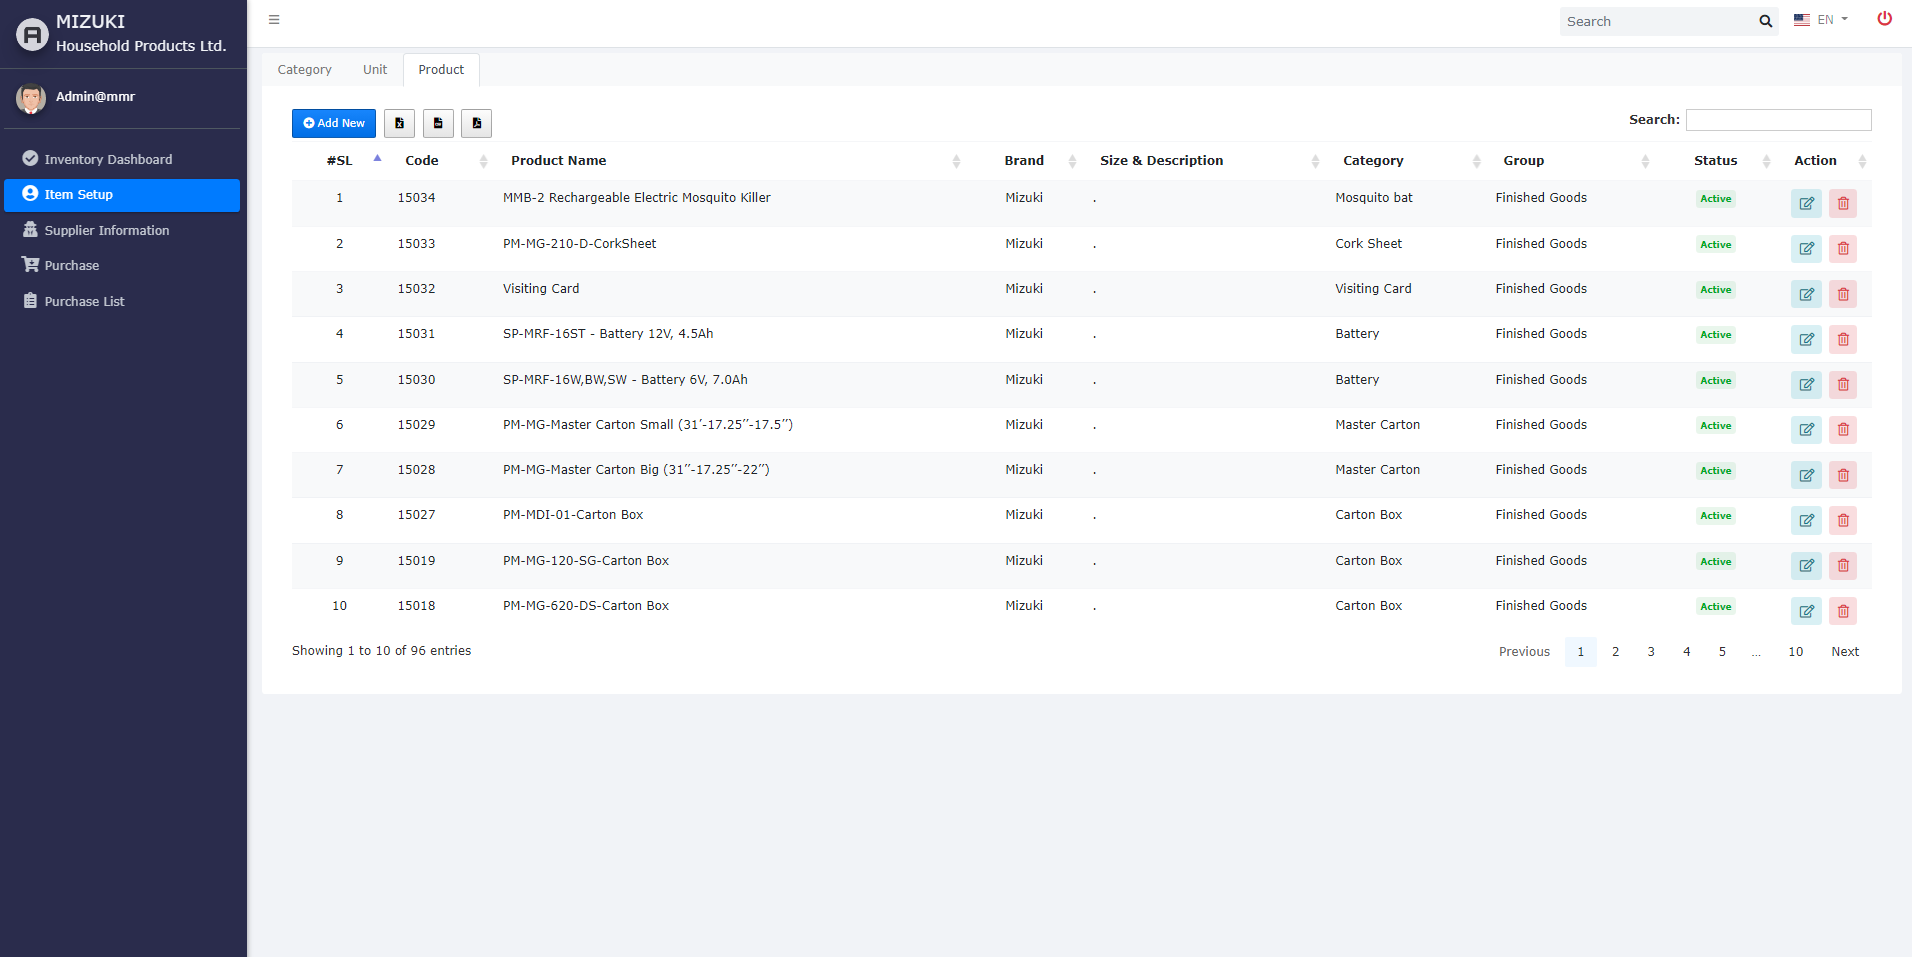 MIZUKI
Household Products Ltd.
Admin@mmr
Inventory Dashboard
Item Setup
Supplier Information
Purchase
Purchase List
Search
EN
Category Unit Product
Add New
Search:
#SL Code Product Name Brand Size & Description Category Group Status Action
1 15034 MMB-2 Rechargeable Electric Mosquito Killer Mizuki . Mosquito bat Finished Goods Active
2 15033 PM-MG-210-D-CorkSheet Mizuki . Cork Sheet Finished Goods Active
3 15032 Visiting Card Mizuki . Visiting Card Finished Goods Active
4 15031 SP-MRF-16ST - Battery 12V, 4.5Ah Mizuki . Battery Finished Goods Active
5 15030 SP-MRF-16W,BW,SW - Battery 6V, 7.0Ah Mizuki . Battery Finished Goods Active
6 15029 PM-MG-Master Carton Small (31′-17.25′′-17.5′′) Mizuki . Master Carton Finished Goods Active
7 15028 PM-MG-Master Carton Big (31′′-17.25′′-22′′) Mizuki . Master Carton Finished Goods Active
8 15027 PM-MDI-01-Carton Box Mizuki . Carton Box Finished Goods Active
9 15019 PM-MG-120-SG-Carton Box Mizuki . Carton Box Finished Goods Active
10 15018 PM-MG-620-DS-Carton Box Mizuki . Carton Box Finished Goods Active
Showing 1 to 10 of 96 entries
Previous 1 2 3 4 5 … 10 Next